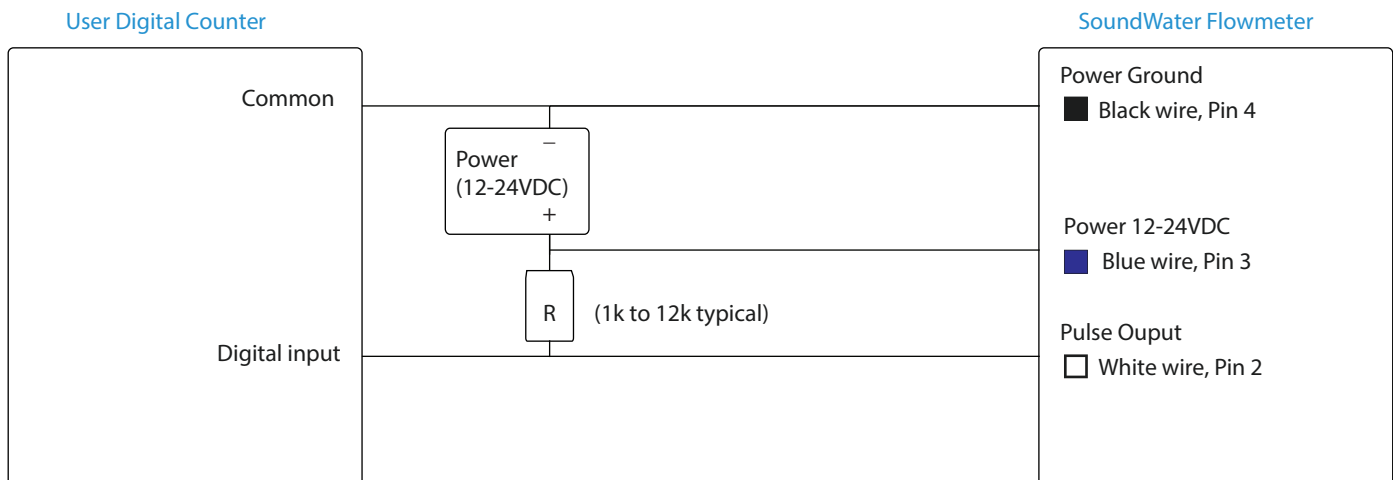 User Digital Counter
SoundWater Flowmeter
Common
Power Ground
Black wire, Pin 4
−
Power
(12-24VDC)
+
Power 12-24VDC
Blue wire, Pin 3
R
(1k to 12k typical)
Digital input
Pulse Ouput
White wire, Pin 2